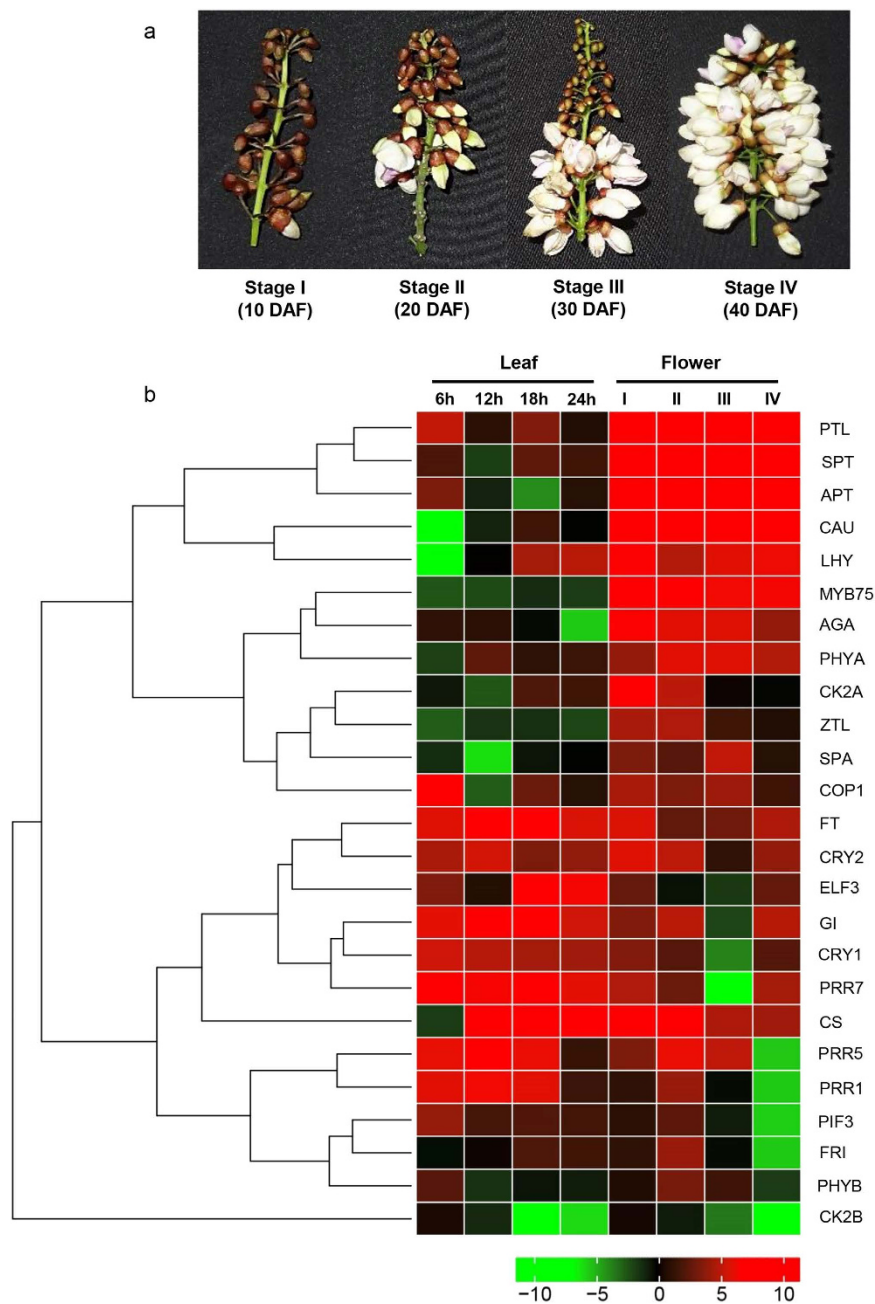 a
Stage I Stage II Stage III Stage IV
(10 DAF) (20 DAF) (30 DAF) (40 DAF)
b
Leaf Flower
6h 12h 18h 24h I II III IV
PTL
SPT
APT
CAU
LHY
MYB75
AGA
PHYA
CK2A
ZTL
SPA
COP1
FT
CRY2
ELF3
GI
CRY1
PRR7
CS
PRR5
PRR1
PIF3
FRI
PHYB
CK2B
−10 −5 0 5 10